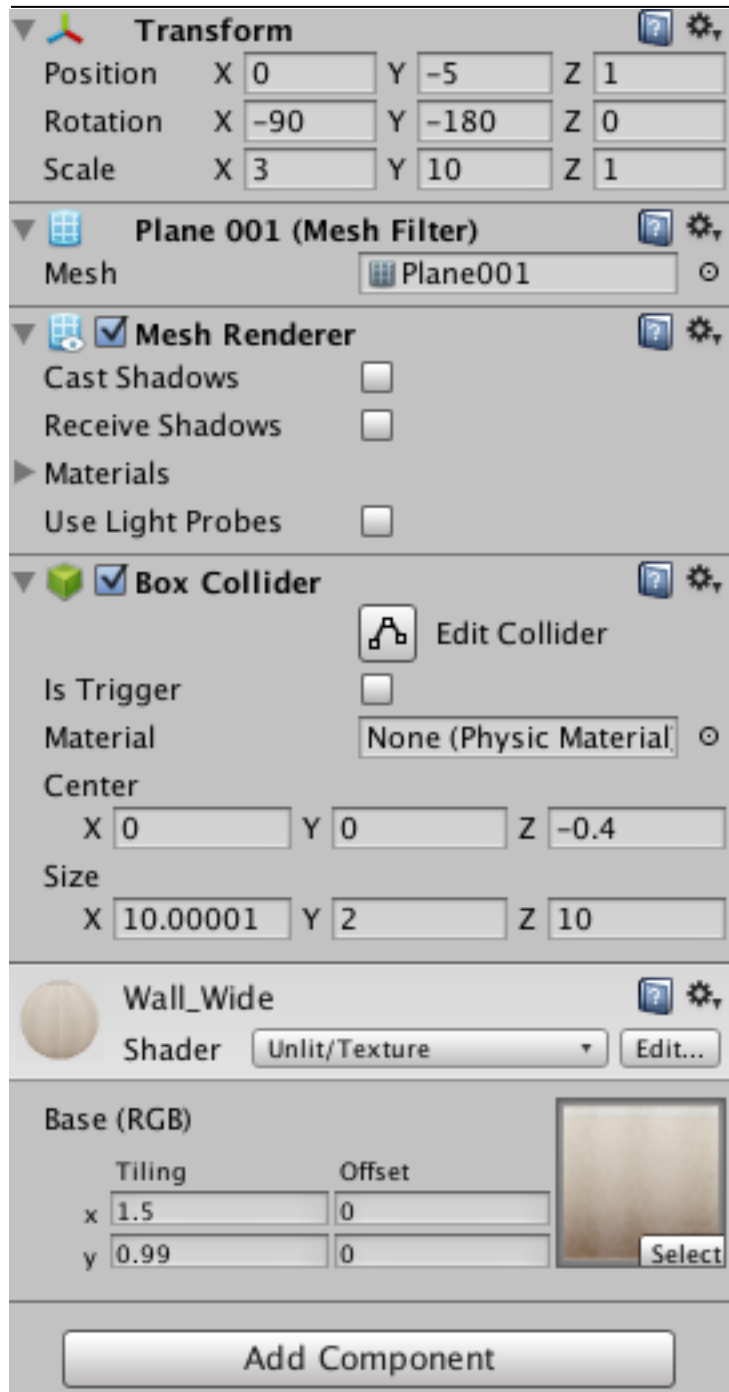 Transform
Position X 0 Y -5 Z 1
Rotation X -90 Y -180 Z 0
Scale X 3 Y 10 Z 1
Plane 001 (Mesh Filter)
Mesh Plane001
Mesh Renderer
Cast Shadows
Receive Shadows
Materials
Use Light Probes
Box Collider
Edit Collider
Is Trigger
Material None (Physic Material
Center
X 0 Y 0 Z -0.4
Size
X 10.00001 Y 2 Z 10
Wall_Wide
Shader Unlit/Texture Edit...
Base (RGB)
Tiling Offset
x 1.5 0
y 0.99 0
Select
Add Component